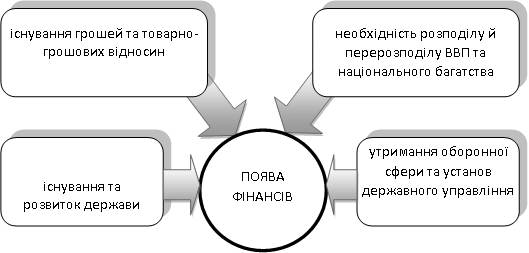 існування грошей та товарно-
грошових відносин
необхідність розподілу й
перерозподілу ВВП та
національного багатства
існування та
розвиток держави
ПОЯВА
ФІНАНСІВ
утримання оборонної
сфери та установ
державного управління